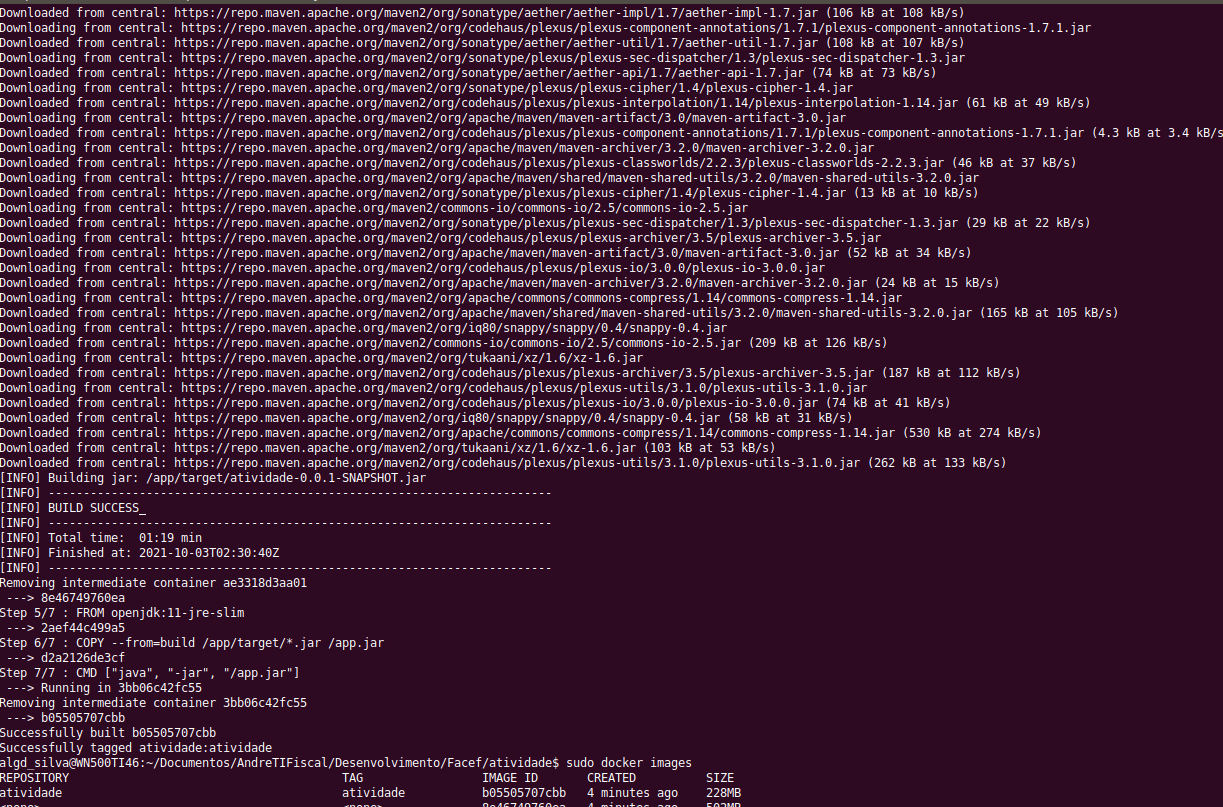 Downloaded from central: https://repo.maven.apache.org/maven2/org/sonatype/aether/aether-impl/1.7/aether-impl-1.7.jar (106 kB at 108 kB/s)
Downloading from central: https://repo.maven.apache.org/maven2/org/codehaus/plexus/plexus-component-annotations/1.7.1/plexus-component-annotations-1.7.1.jar
Downloaded from central: https://repo.maven.apache.org/maven2/org/sonatype/aether/aether-util/1.7/aether-util-1.7.jar (108 kB at 107 kB/s)
Downloading from central: https://repo.maven.apache.org/maven2/org/sonatype/plexus/plexus-sec-dispatcher/1.3/plexus-sec-dispatcher-1.3.jar
Downloaded from central: https://repo.maven.apache.org/maven2/org/sonatype/aether/aether-api/1.7/aether-api-1.7.jar (74 kB at 73 kB/s)
Downloading from central: https://repo.maven.apache.org/maven2/org/sonatype/plexus/plexus-cipher/1.4/plexus-cipher-1.4.jar
Downloaded from central: https://repo.maven.apache.org/maven2/org/codehaus/plexus/plexus-interpolation/1.14/plexus-interpolation-1.14.jar (61 kB at 49 kB/s)
Downloading from central: https://repo.maven.apache.org/maven2/org/apache/maven/maven-artifact/3.0/maven-artifact-3.0.jar
Downloaded from central: https://repo.maven.apache.org/maven2/org/codehaus/plexus/plexus-component-annotations/1.7.1/plexus-component-annotations-1.7.1.jar (4.3 kB at 3.4 kB/s
Downloading from central: https://repo.maven.apache.org/maven2/org/apache/maven/maven-archiver/3.2.0/maven-archiver-3.2.0.jar
Downloaded from central: https://repo.maven.apache.org/maven2/org/codehaus/plexus/plexus-classworlds/2.2.3/plexus-classworlds-2.2.3.jar (46 kB at 37 kB/s)
Downloading from central: https://repo.maven.apache.org/maven2/org/apache/maven/shared/maven-shared-utils/3.2.0/maven-shared-utils-3.2.0.jar
Downloaded from central: https://repo.maven.apache.org/maven2/org/sonatype/plexus/plexus-cipher/1.4/plexus-cipher-1.4.jar (13 kB at 10 kB/s)
Downloading from central: https://repo.maven.apache.org/maven2/commons-io/commons-io/2.5/commons-io-2.5.jar
Downloaded from central: https://repo.maven.apache.org/maven2/org/sonatype/plexus/plexus-sec-dispatcher/1.3/plexus-sec-dispatcher-1.3.jar (29 kB at 22 kB/s)
Downloading from central: https://repo.maven.apache.org/maven2/org/codehaus/plexus/plexus-archiver/3.5/plexus-archiver-3.5.jar
Downloaded from central: https://repo.maven.apache.org/maven2/org/apache/maven/maven-artifact/3.0/maven-artifact-3.0.jar (52 kB at 34 kB/s)
Downloading from central: https://repo.maven.apache.org/maven2/org/codehaus/plexus/plexus-io/3.0.0/plexus-io-3.0.0.jar
Downloaded from central: https://repo.maven.apache.org/maven2/org/apache/maven/maven-archiver/3.2.0/maven-archiver-3.2.0.jar (24 kB at 15 kB/s)
Downloading from central: https://repo.maven.apache.org/maven2/org/apache/commons/commons-compress/1.14/commons-compress-1.14.jar
Downloaded from central: https://repo.maven.apache.org/maven2/org/apache/maven/shared/maven-shared-utils/3.2.0/maven-shared-utils-3.2.0.jar (165 kB at 105 kB/s)
Downloading from central: https://repo.maven.apache.org/maven2/org/iq80/snappy/snappy/0.4/snappy-0.4.jar
Downloaded from central: https://repo.maven.apache.org/maven2/commons-io/commons-io/2.5/commons-io-2.5.jar (209 kB at 126 kB/s)
Downloading from central: https://repo.maven.apache.org/maven2/org/tukaani/xz/1.6/xz-1.6.jar
Downloaded from central: https://repo.maven.apache.org/maven2/org/codehaus/plexus/plexus-archiver/3.5/plexus-archiver-3.5.jar (187 kB at 112 kB/s)
Downloading from central: https://repo.maven.apache.org/maven2/org/codehaus/plexus/plexus-utils/3.1.0/plexus-utils-3.1.0.jar
Downloaded from central: https://repo.maven.apache.org/maven2/org/codehaus/plexus/plexus-io/3.0.0/plexus-io-3.0.0.jar (74 kB at 41 kB/s)
Downloaded from central: https://repo.maven.apache.org/maven2/org/iq80/snappy/snappy/0.4/snappy-0.4.jar (58 kB at 31 kB/s)
Downloaded from central: https://repo.maven.apache.org/maven2/org/apache/commons/commons-compress/1.14/commons-compress-1.14.jar (530 kB at 274 kB/s)
Downloaded from central: https://repo.maven.apache.org/maven2/org/tukaani/xz/1.6/xz-1.6.jar (103 kB at 53 kB/s)
Downloaded from central: https://repo.maven.apache.org/maven2/org/codehaus/plexus/plexus-utils/3.1.0/plexus-utils-3.1.0.jar (262 kB at 133 kB/s)
[INFO] Building jar: /app/target/atividade-0.0.1-SNAPSHOT.jar
[INFO] ------------------------------------------------------------------------
[INFO] BUILD SUCCESS_
[INFO] ------------------------------------------------------------------------
[INFO] Total time:  01:19 min
[INFO] Finished at: 2021-10-03T02:30:40Z
[INFO] ------------------------------------------------------------------------
Removing intermediate container ae3318d3aa01
 ---> 8e46749760ea
Step 5/7 : FROM openjdk:11-jre-slim
 ---> 2aef44c499a5
Step 6/7 : COPY --from=build /app/target/*.jar /app.jar
 ---> d2a2126de3cf
Step 7/7 : CMD ["java", "-jar", "/app.jar"]
 ---> Running in 3bb06c42fc55
Removing intermediate container 3bb06c42fc55
 ---> b05505707cbb
Successfully built b05505707cbb
Successfully tagged atividade:atividade
algd_silva@WN500TI46:~/Documentos/AndreTIFiscal/Desenvolvimento/Facef/atividade$ sudo docker images
REPOSITORY TAG IMAGE ID CREATED SIZE
atividade atividade b05505707cbb 4 minutes ago 228MB
<none> <none> 8e46749760ea 4 minutes ago 502MB